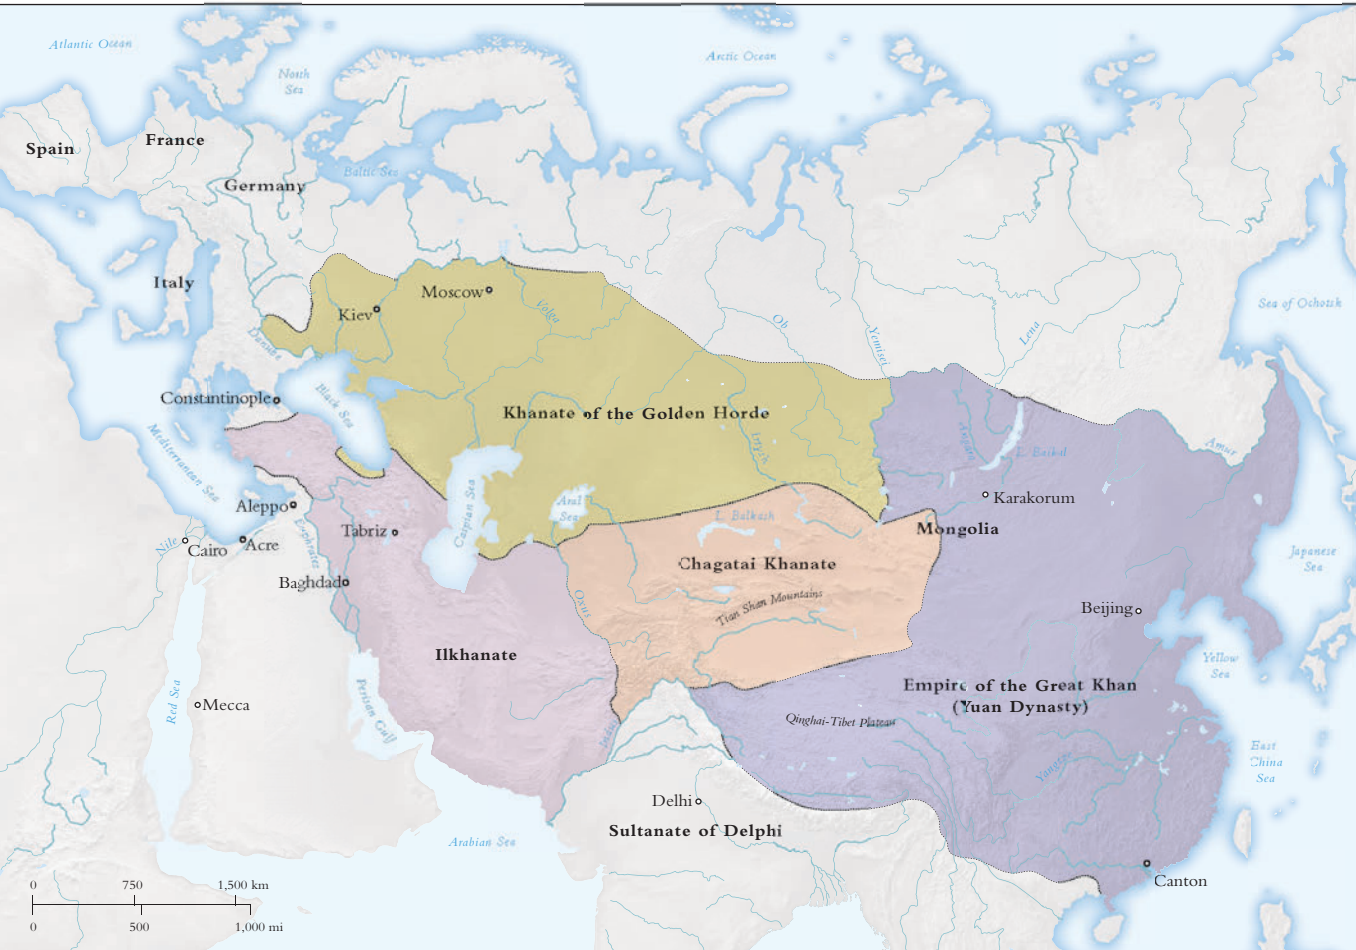 Atlantic Ocean
Arctic Ocean
North
Sea
France
Spain
Baltic Sea
Germany
Italy
Moscow
Kiev
Volga
Ob
Yenisei
Lena
Sea of Ochotsk
Danube
Constantinople
Black Sea
Khanate of the Golden Horde
Irtysh
Angara
L. Baikal
Amur
Mediterranean Sea
Caspian Sea
Aral
Sea
L. Balkash
Karakorum
Mongolia
Aleppo
Tabriz
Euphrates
Nile
Cairo
Acre
Japanese
Sea
Chagatai Khanate
Baghdad
Oxus
Tian Shan Mountains
Beijing
Ilkhanate
Yellow
Sea
Empire of the Great Khan
(Yuan Dynasty)
Red Sea
Mecca
Perisan Gulf
Indus
Qinghai-Tibet Plateau
Yangtze
East
China
Sea
Delhi
Sultanate of Delphi
Arabian Sea
Canton
0 750 1,500 km
0 500 1,000 mi